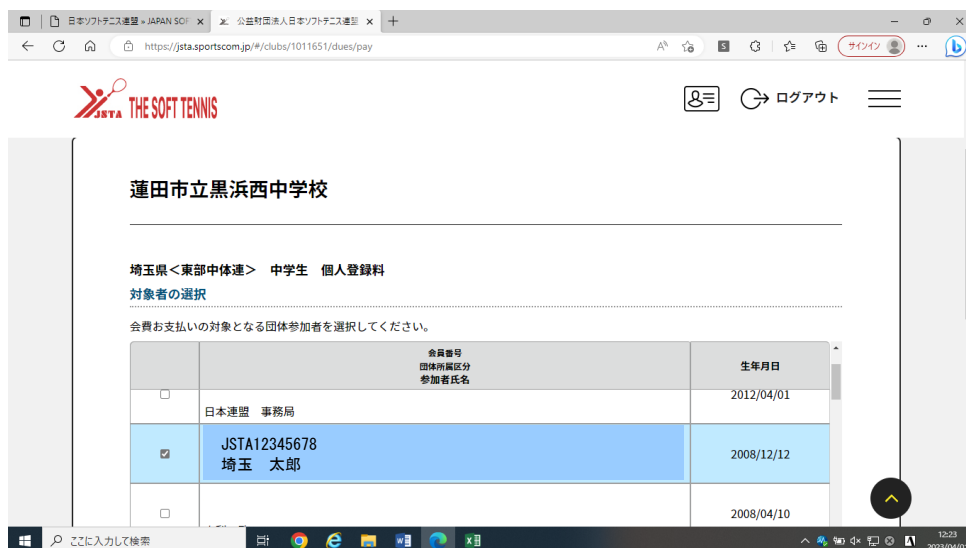 日本ソフトテニス連盟 » JAPAN SOF
公益財団法人日本ソフトテニス連盟
https://jsta.sportscom.jp/#/clubs/1011651/dues/pay
サインイン
JSTA THE SOFT TENNIS
ログアウト
蓮田市立黒浜西中学校
埼玉県<東部中体連> 中学生 個人登録料
対象者の選択
会費お支払いの対象となる団体参加者を選択してください。
会員番号
団体所属区分
参加者氏名
生年月日
2012/04/01
日本連盟 事務局
JSTA12345678
埼玉 太郎
2008/12/12
2008/04/10
ここに入力して検索
12:23
2023/04/01